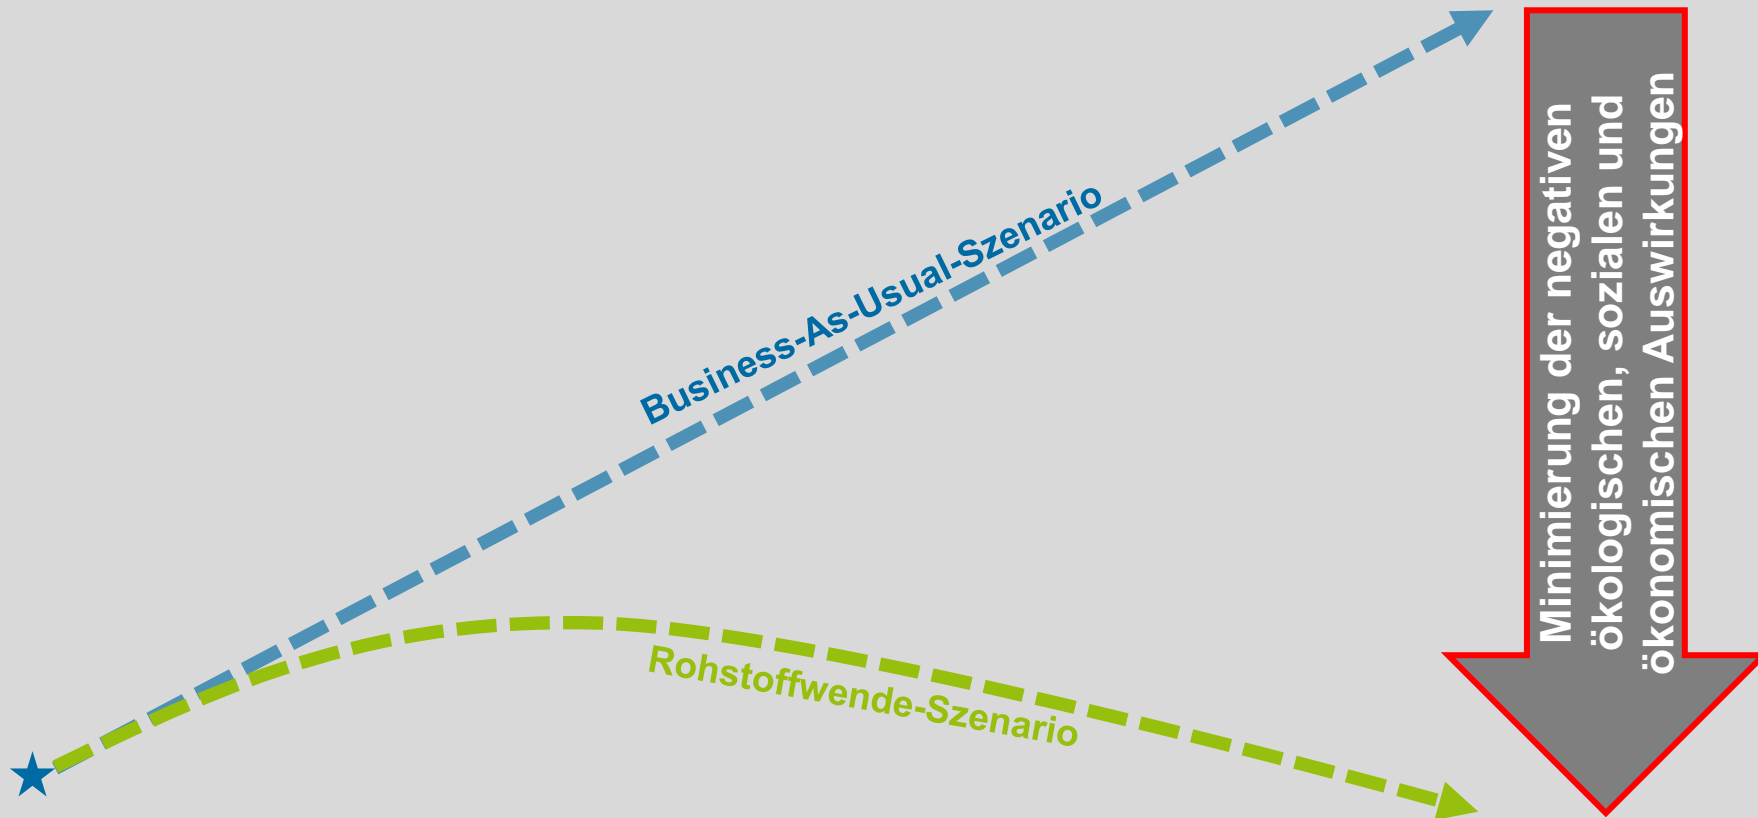 Business-As-Usual-Szenario
Rohstoffwende-Szenario
Minimierung der negativen
ökologischen, sozialen und
ökonomischen Auswirkungen